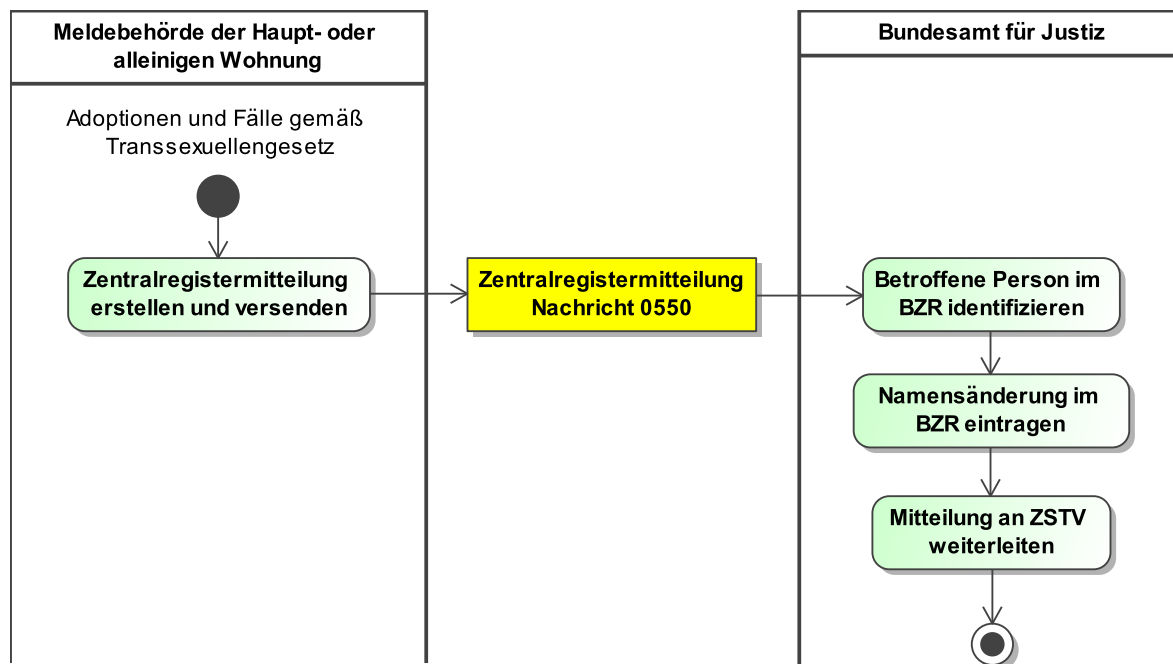 Meldebehörde der Haupt- oder
alleinigen Wohnung
Adoptionen und Fälle gemäß
Transsexuellengesetz
Zentralregistermitteilung
erstellen und versenden
Zentralregistermitteilung
Nachricht 0550
Bundesamt für Justiz
Betroffene Person im
BZR identifizieren
Namensänderung im
BZR eintragen
Mitteilung an ZSTV
weiterleiten